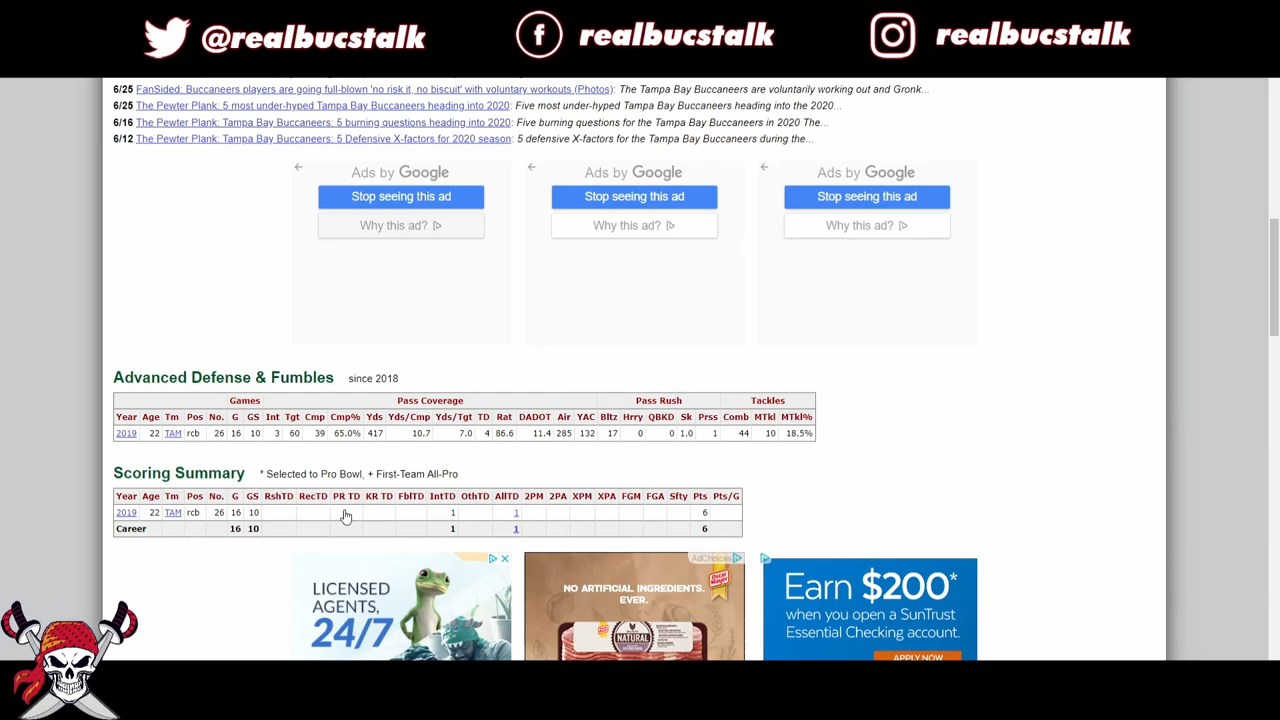 @realbucstalk
realbucstalk
realbucstalk
6/25 FanSided: Buccaneers players are going full-blown 'no risk it, no biscuit' with voluntary workouts (Photos): The Tampa Bay Buccaneers are voluntarily working out and Gronk...
6/25 The Pewter Plank: 5 most under-hyped Tampa Bay Buccaneers heading into 2020: Five most under-hyped Tampa Bay Buccaneers heading into the 2020...
6/16 The Pewter Plank: Tampa Bay Buccaneers: 5 burning questions heading into 2020: Five burning questions for the Tampa Bay Buccaneers in 2020 The...
6/12 The Pewter Plank: Tampa Bay Buccaneers: 5 Defensive X-factors for 2020 season: 5 defensive X-factors for the Tampa Bay Buccaneers during the...
Ads by Google
Stop seeing this ad
Why this ad?
Ads by Google
Stop seeing this ad
Why this ad?
Ads by Google
Stop seeing this ad
Why this ad?
Advanced Defense & Fumbles since 2018
Games Pass Coverage Pass Rush Tackles
Year Age Tm Pos No. G GS Int Tgt Cmp Cmp% Yds Yds/Cmp Yds/Tgt TD Rat DADOT Air YAC Bltz Hrry QBKD Sk Prss Comb MTkl MTkl%
2019 22 TAM rcb 26 16 10 3 60 39 65.0% 417 10.7 7.0 4 86.6 11.4 285 132 17 0 0 1.0 1 44 10 18.5%
Scoring Summary * Selected to Pro Bowl, + First-Team All-Pro
Year Age Tm Pos No. G GS RshTD RecTD PR TD KR TD FblTD IntTD OthTD AllTD 2PM 2PA XPM XPA FGM FGA Sfty Pts Pts/G
2019 22 TAM rcb 26 16 10 1 1 6
Career 16 10 1 1 6
LICENSED
AGENTS,
24/7
AdChoices
NO ARTIFICIAL INGREDIENTS.
EVER.
Oscar Mayer
NATURAL
Earn $200*
when you open a SunTrust
Essential Checking account.
APPLY NOW